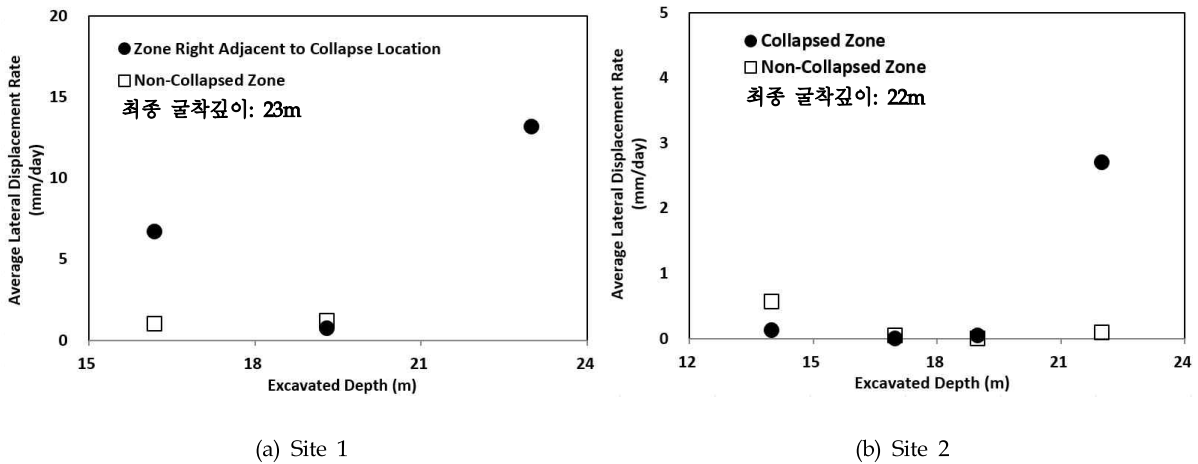 20
15
10
5
0
15
18
21
24
Average Lateral Displacement Rate
(mm/day)
Excavated Depth (m)
Zone Right Adjacent to Collapse Location
Non-Collapsed Zone
최종 굴착깊이: 23m
(a) Site 1
5
4
3
2
1
0
12
15
18
21
24
Average Lateral Displacement Rate
(mm/day)
Excavated Depth (m)
Collapsed Zone
Non-Collapsed Zone
최종 굴착깊이: 22m
(b) Site 2